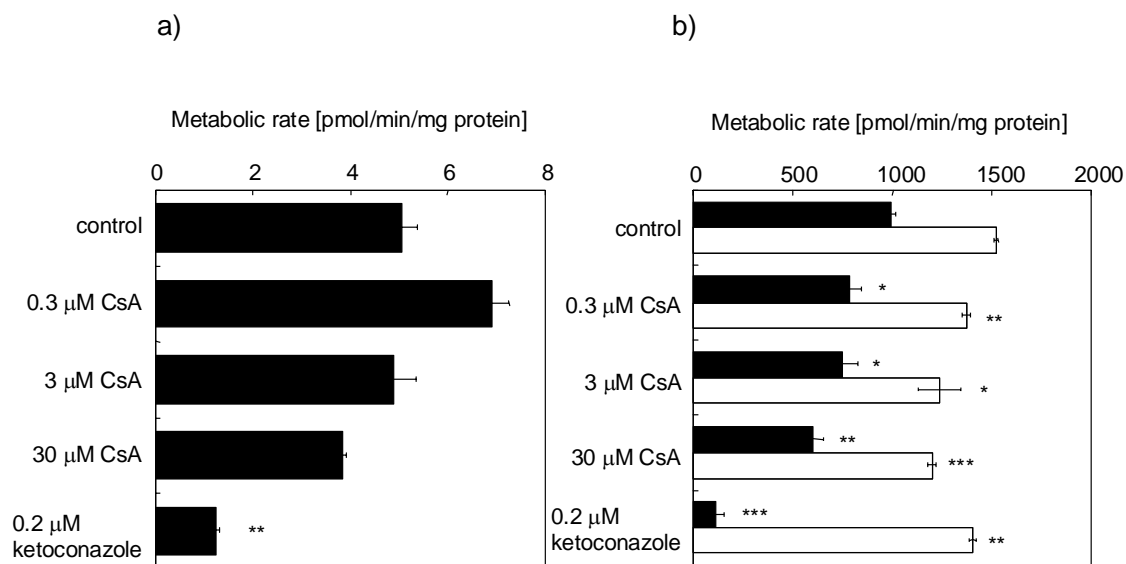 a)
Metabolic rate [pmol/min/mg protein]
0 2 4 6 8
control
0.3 μM CsA
3 μM CsA
30 μM CsA
0.2 μM
ketoconazole
**
b)
Metabolic rate [pmol/min/mg protein]
500 1000 1500 2000
control
0.3 μM CsA
*
**
3 μM CsA
*
*
30 μM CsA
**
***
0.2 μM
ketoconazole
***
**